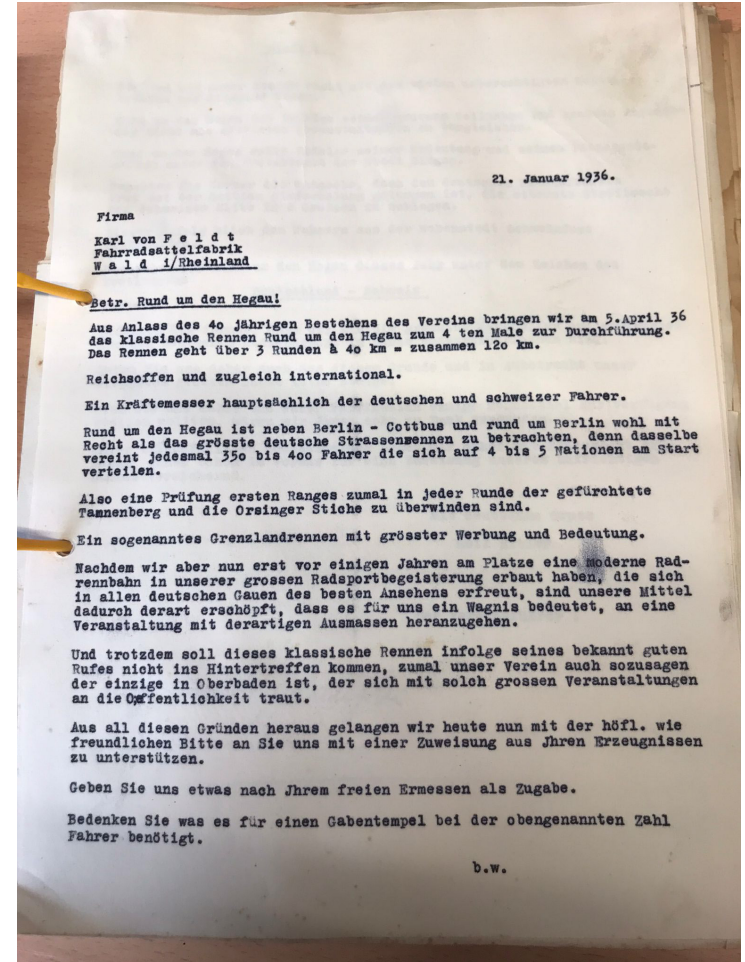 21. Januar 1936.
Firma
Karl von F e l d t
Fahrradsattelfabrik
W a l d i/Rheinland
Betr. Rund um den Hegau!
Aus Anlass des 4o jährigen Bestehens des Vereins bringen wir am 5.April 36
das klassische Rennen Rund um den Hegau zum 4 ten Male zur Durchführung.
Das Rennen geht über 3 Runden à 4o km = zusammen 12o km.
Reichsoffen und zugleich international.
Ein Kräftemesser hauptsächlich der deutschen und schweizer Fahrer.
Rund um den Hegau ist neben Berlin - Cottbus und rund um Berlin wohl mit
Recht als das grösste deutsche Strassenwennen zu betrachten, denn dasselbe
vereint jedesmal 35o bis 4oo Fahrer die sich auf 4 bis 5 Nationen am Start
verteilen.
Also eine Prüfung ersten Ranges zumal in jeder Runde der gefürchtete
Tannenberg und die Orsinger Stiche zu überwinden sind.
Ein sogenanntes Grenzlandrennen mit grösster Werbung und Bedeutung.
Nachdem wir aber nun erst vor einigen Jahren am Platze eine moderne Rad-
rennbahn in unserer grossen Radsportbegeisterung erbaut haben, die sich
in allen deutschen Gauen des besten Ansehens erfreut, sind unsere Mittel
dadurch derart erschöpft, dass es für uns ein Wagnis bedeutet, an eine
Veranstaltung mit derartigen Ausmassen heranzugehen.
Und trotzdem soll dieses klassische Rennen infolge seines bekannt guten
Rufes nicht ins Hintertreffen kommen, zumal unser Verein auch sozusagen
der einzige in Oberbaden ist, der sich mit solch grossen Veranstaltungen
an die Öffentlichkeit traut.
Aus all diesen Gründen heraus gelangen wir heute nun mit der höfl. wie
freundlichen Bitte an Sie uns mit einer Zuweisung aus Jhren Erzeugnissen
zu unterstützen.
Geben Sie uns etwas nach Jhrem freien Ermessen als Zugabe.
Bedenken Sie was es für einen Gabentempel bei der obengenannten Zahl
Fahrer benötigt.
b.w.